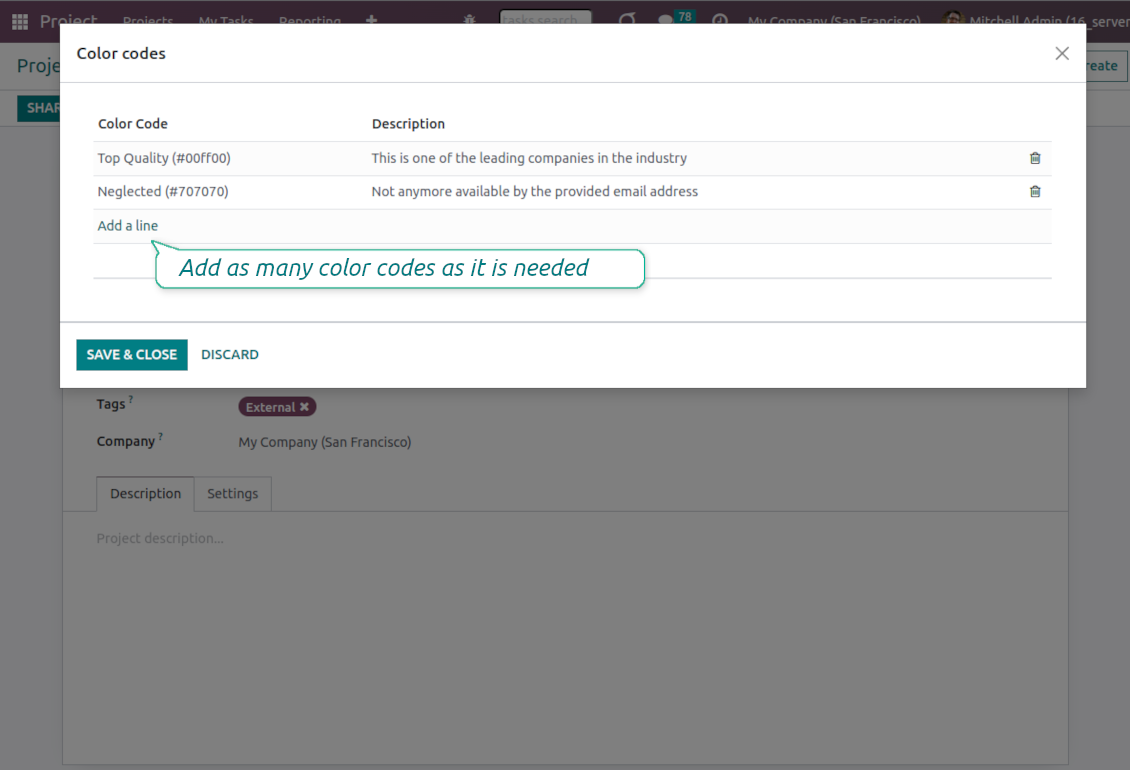 Project Projects My Tasks Reporting + tasks search 78 My Company (San Francisco) Mitchell Admin (16_server
Color codes
Proje
reate
SHAR
Color Code Description
Top Quality (#00ff00) This is one of the leading companies in the industry
Neglected (#707070) Not anymore available by the provided email address
Add a line
Add as many color codes as it is needed
SAVE & CLOSE DISCARD
Tags ? External ✖
Company ? My Company (San Francisco)
Description Settings
Project description...